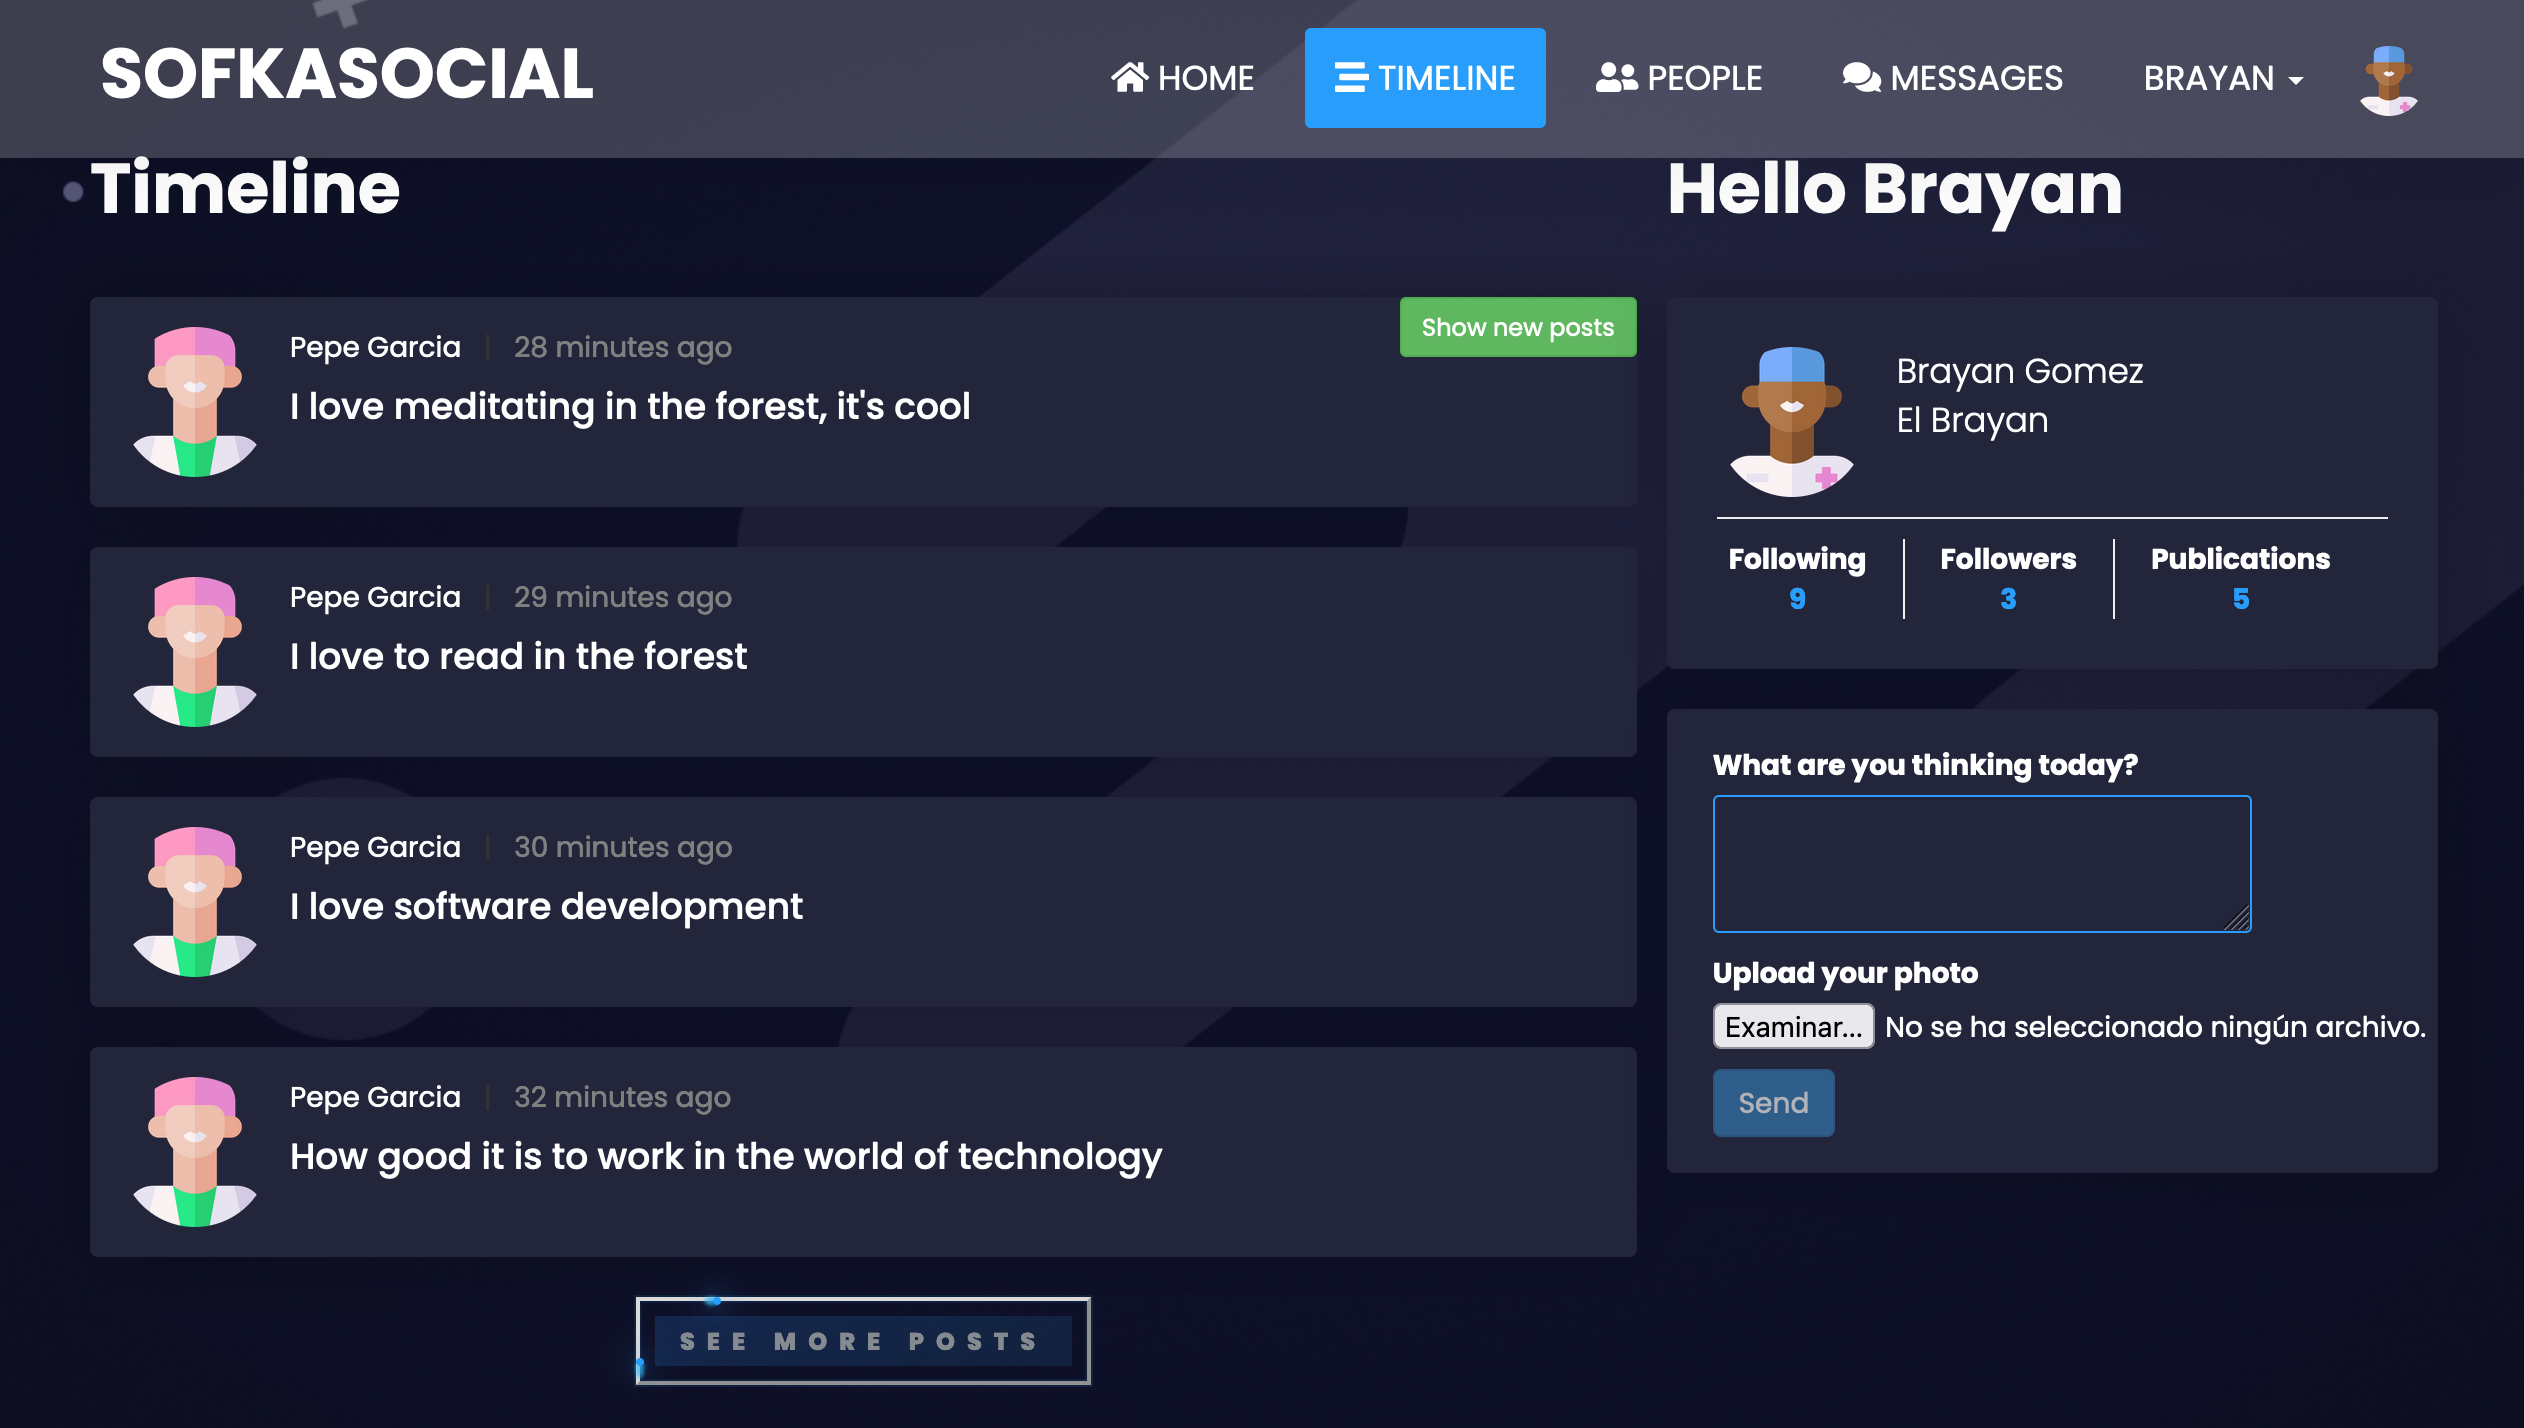 SOFKASOCIAL
HOME
TIMELINE
PEOPLE
MESSAGES
BRAYAN
Timeline
Show new posts
Pepe Garcia | 28 minutes ago
I love meditating in the forest, it's cool
Pepe Garcia | 29 minutes ago
I love to read in the forest
Pepe Garcia | 30 minutes ago
I love software development
Pepe Garcia | 32 minutes ago
How good it is to work in the world of technology
SEE MORE POSTS
Hello Brayan
Brayan Gomez
El Brayan
Following
9
Followers
3
Publications
5
What are you thinking today?
Upload your photo
Examinar... No se ha seleccionado ningún archivo.
Send